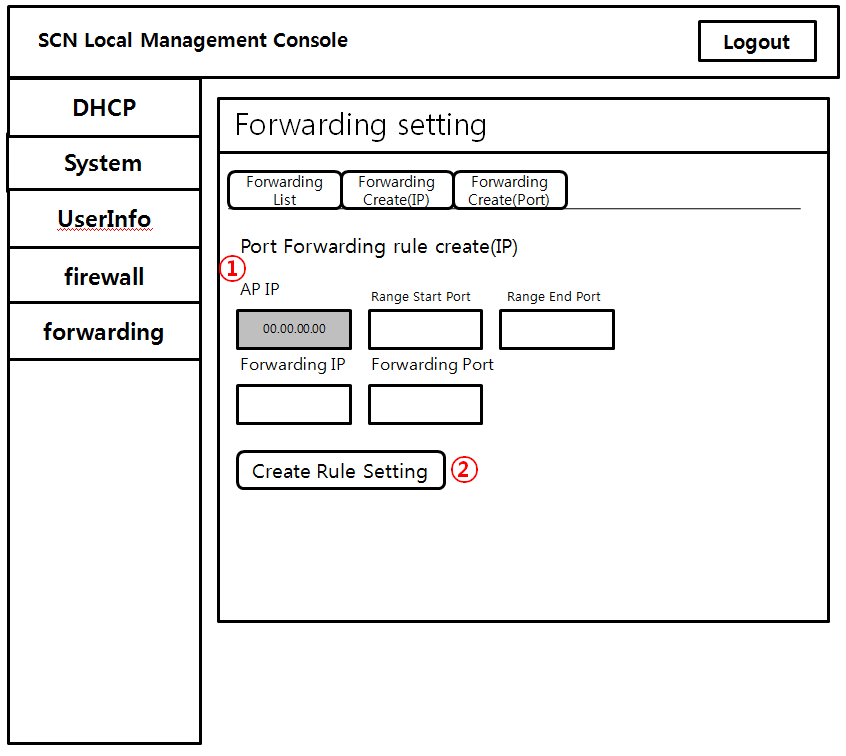 SCN Local Management Console
Logout
DHCP
System
UserInfo
firewall
forwarding
Forwarding setting
Forwarding
List
Forwarding
Create(IP)
Forwarding
Create(Port)
Port Forwarding rule create(IP)
①
AP IP
Range Start Port
Range End Port
00.00.00.00
Forwarding IP
Forwarding Port
Create Rule Setting
②